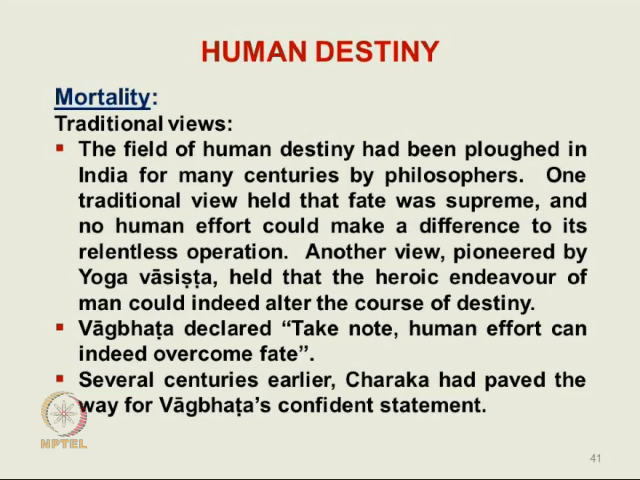 HUMAN DESTINY
Mortality:
Traditional views:
▪ The field of human destiny had been ploughed in
India for many centuries by philosophers. One
traditional view held that fate was supreme, and
no human effort could make a difference to its
relentless operation. Another view, pioneered by
Yoga vāsiṣṭa, held that the heroic endeavour of
man could indeed alter the course of destiny.
▪ Vāgbhaṭa declared “Take note, human effort can
indeed overcome fate”.
▪ Several centuries earlier, Charaka had paved the
way for Vāgbhaṭa’s confident statement.
NPTEL
41